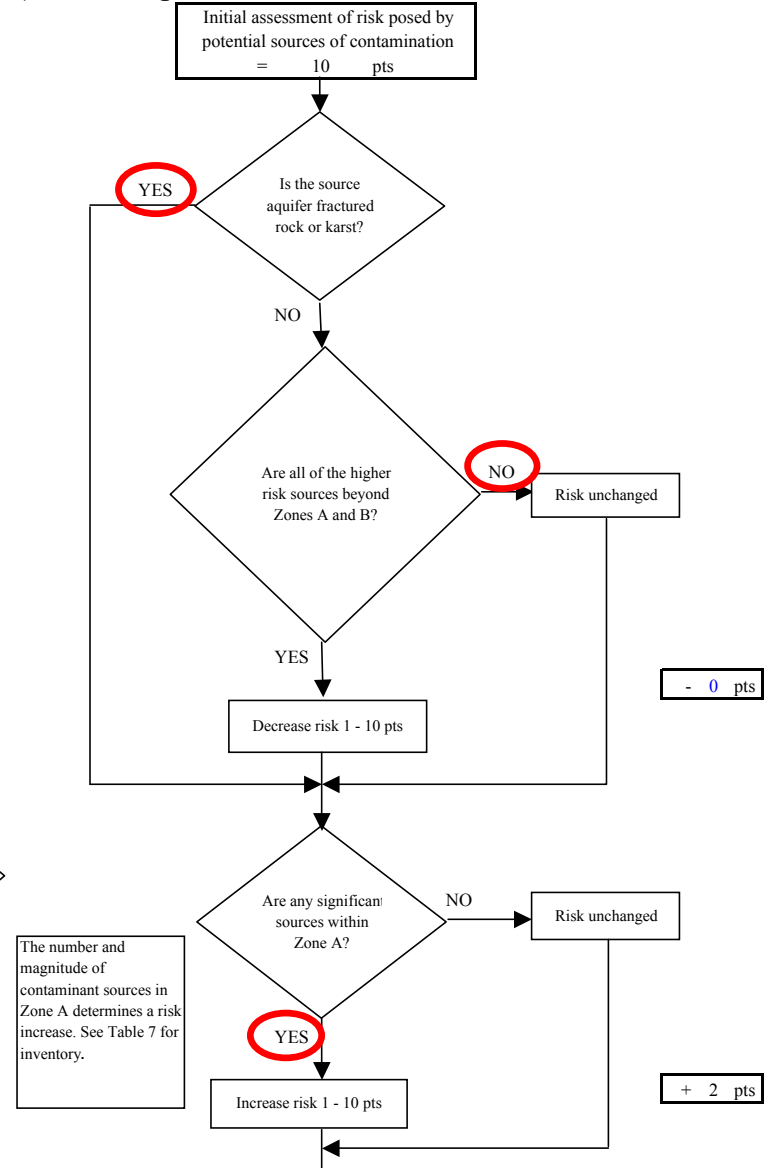 Initial assessment of risk posed by
potential sources of contamination
= 10 pts
YES
Is the source
aquifer fractured
rock or karst?
NO
Are all of the higher
risk sources beyond
Zones A and B?
NO
Risk unchanged
YES
- 0 pts
Decrease risk 1 - 10 pts
Are any significant
sources within
Zone A?
NO
Risk unchanged
The number and
magnitude of
contaminant sources in
Zone A determines a risk
increase. See Table 7 for
inventory.
YES
+ 2 pts
Increase risk 1 - 10 pts